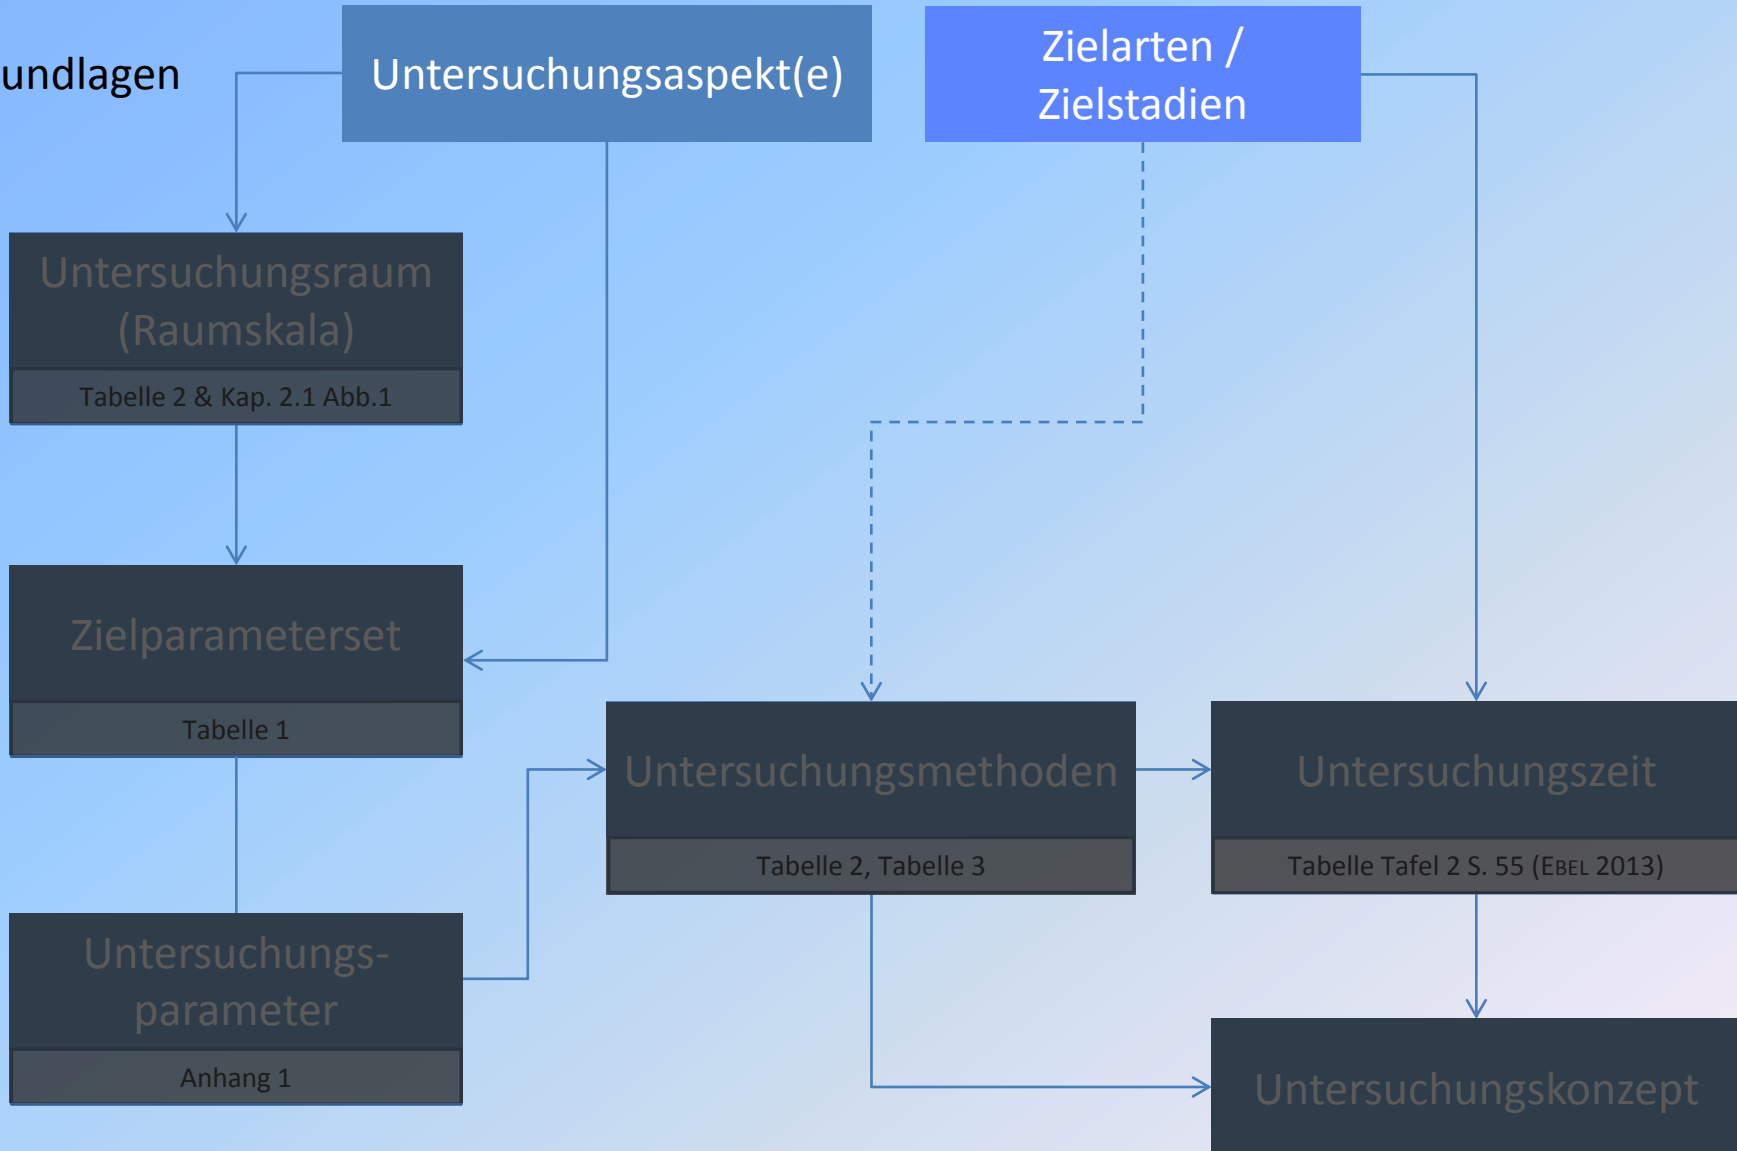 undlagen
Untersuchungsaspekt(e)
Zielarten /
Zielstadien
Untersuchungsraum
(Raumskala)
Tabelle 2 & Kap. 2.1 Abb.1
Zielparameterset
Tabelle 1
Untersuchungsmethoden
Tabelle 2, Tabelle 3
Untersuchungszeit
Tabelle Tafel 2 S. 55 (EBEL 2013)
Untersuchungs-
parameter
Anhang 1
Untersuchungskonzept